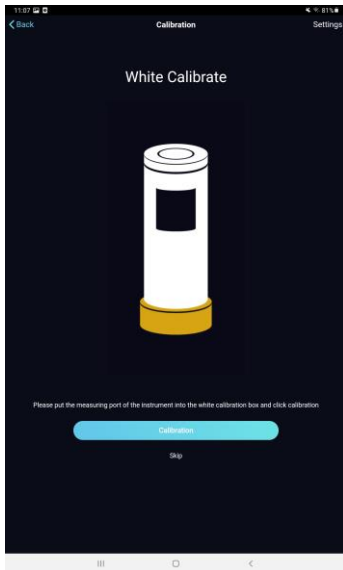 11:07 81%
Back Calibration Settings
White Calibrate
Please put the measuring port of the instrument into the white calibration box and click calibration
Calibration
Skip